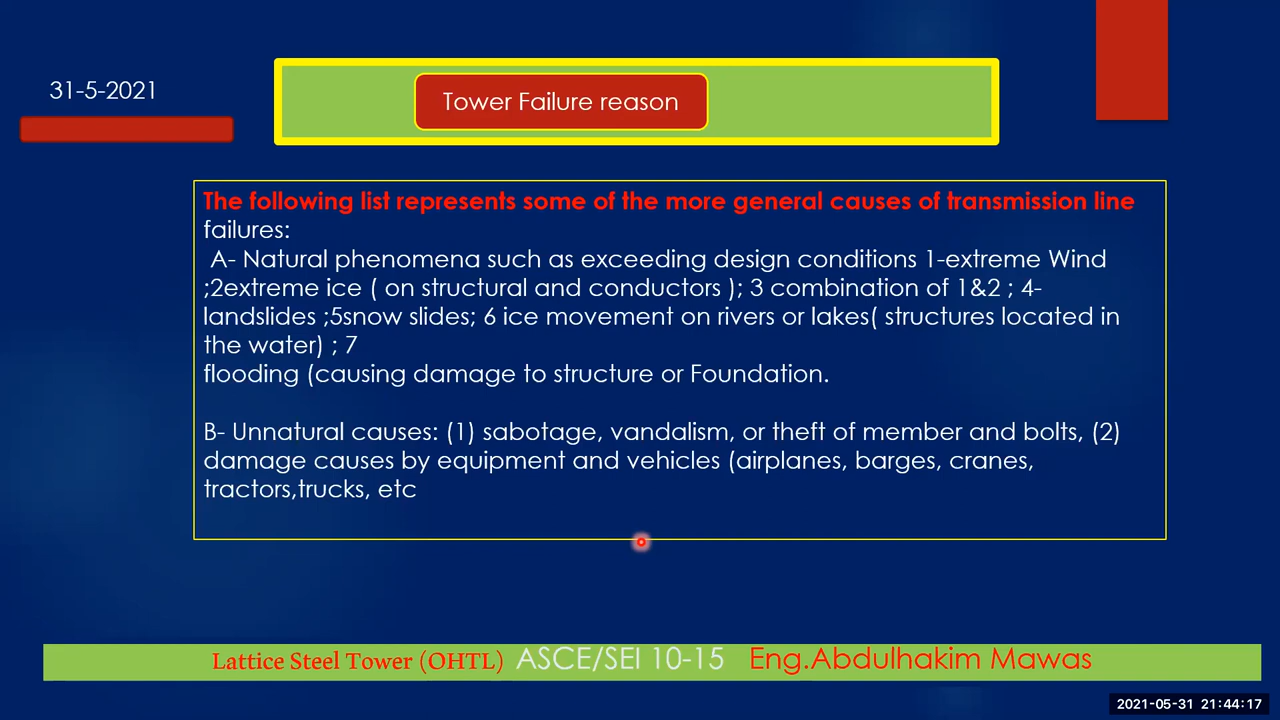 31-5-2021
Tower Failure reason
The following list represents some of the more general causes of transmission line
failures:
A- Natural phenomena such as exceeding design conditions 1-extreme Wind
;2extreme ice ( on structural and conductors ); 3 combination of 1&2 ; 4-
landslides ;5snow slides; 6 ice movement on rivers or lakes( structures located in
the water) ; 7
flooding (causing damage to structure or Foundation.
B- Unnatural causes: (1) sabotage, vandalism, or theft of member and bolts, (2)
damage causes by equipment and vehicles (airplanes, barges, cranes,
tractors,trucks, etc
Lattice Steel Tower (OHTL) ASCE/SEI 10-15 Eng.Abdulhakim Mawas
2021-05-31 21:44:17